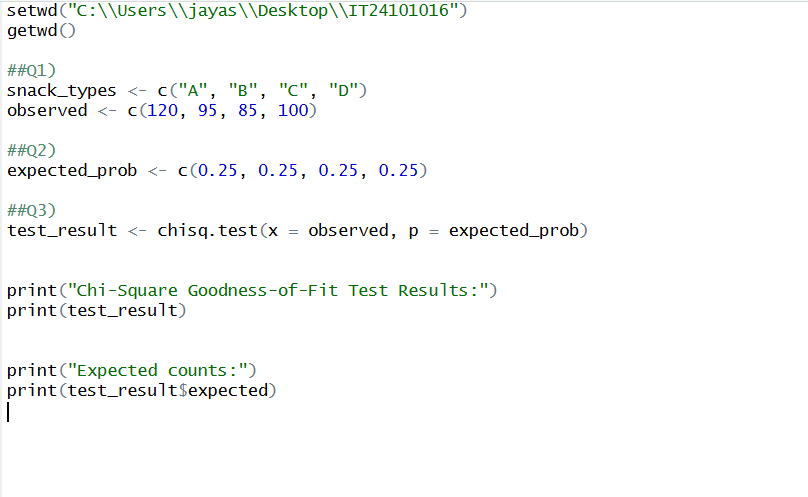 setwd("C:\\Users\\jayas\\Desktop\\IT24101016")
getwd()
##Q1)
snack_types <- c("A", "B", "C", "D")
observed <- c(120, 95, 85, 100)
##Q2)
expected_prob <- c(0.25, 0.25, 0.25, 0.25)
##Q3)
test_result <- chisq.test(x = observed, p = expected_prob)
print("Chi-Square Goodness-of-Fit Test Results:")
print(test_result)
print("Expected counts:")
print(test_result$expected)